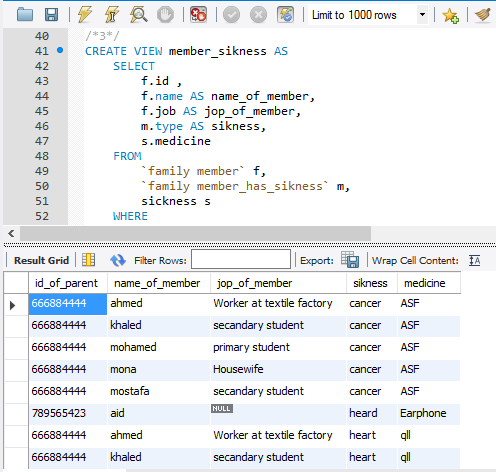 Limit to 1000 rows
40 /*3*/
41 CREATE VIEW member_sikness AS
42 SELECT
43 f.id ,
44 f.name AS name_of_member,
45 f.job AS jop_of_member,
46 m.type AS sikness,
47 s.medicine
48 FROM
49 `family member` f,
50 `family member_has_sikness` m,
51 sickness s
52 WHERE
Result Grid Filter Rows: Export: Wrap Cell Content: IA
id_of_parent name_of_member jop_of_member sikness medicine
666884444 ahmed Worker at textile factory cancer ASF
666884444 khaled secandary student cancer ASF
666884444 mohamed primary student cancer ASF
666884444 mona Housewife cancer ASF
666884444 mostafa secandary student cancer ASF
789565423 aid NULL heard Earphone
666884444 ahmed Worker at textile factory heart qll
666884444 khaled secandary student heart qll